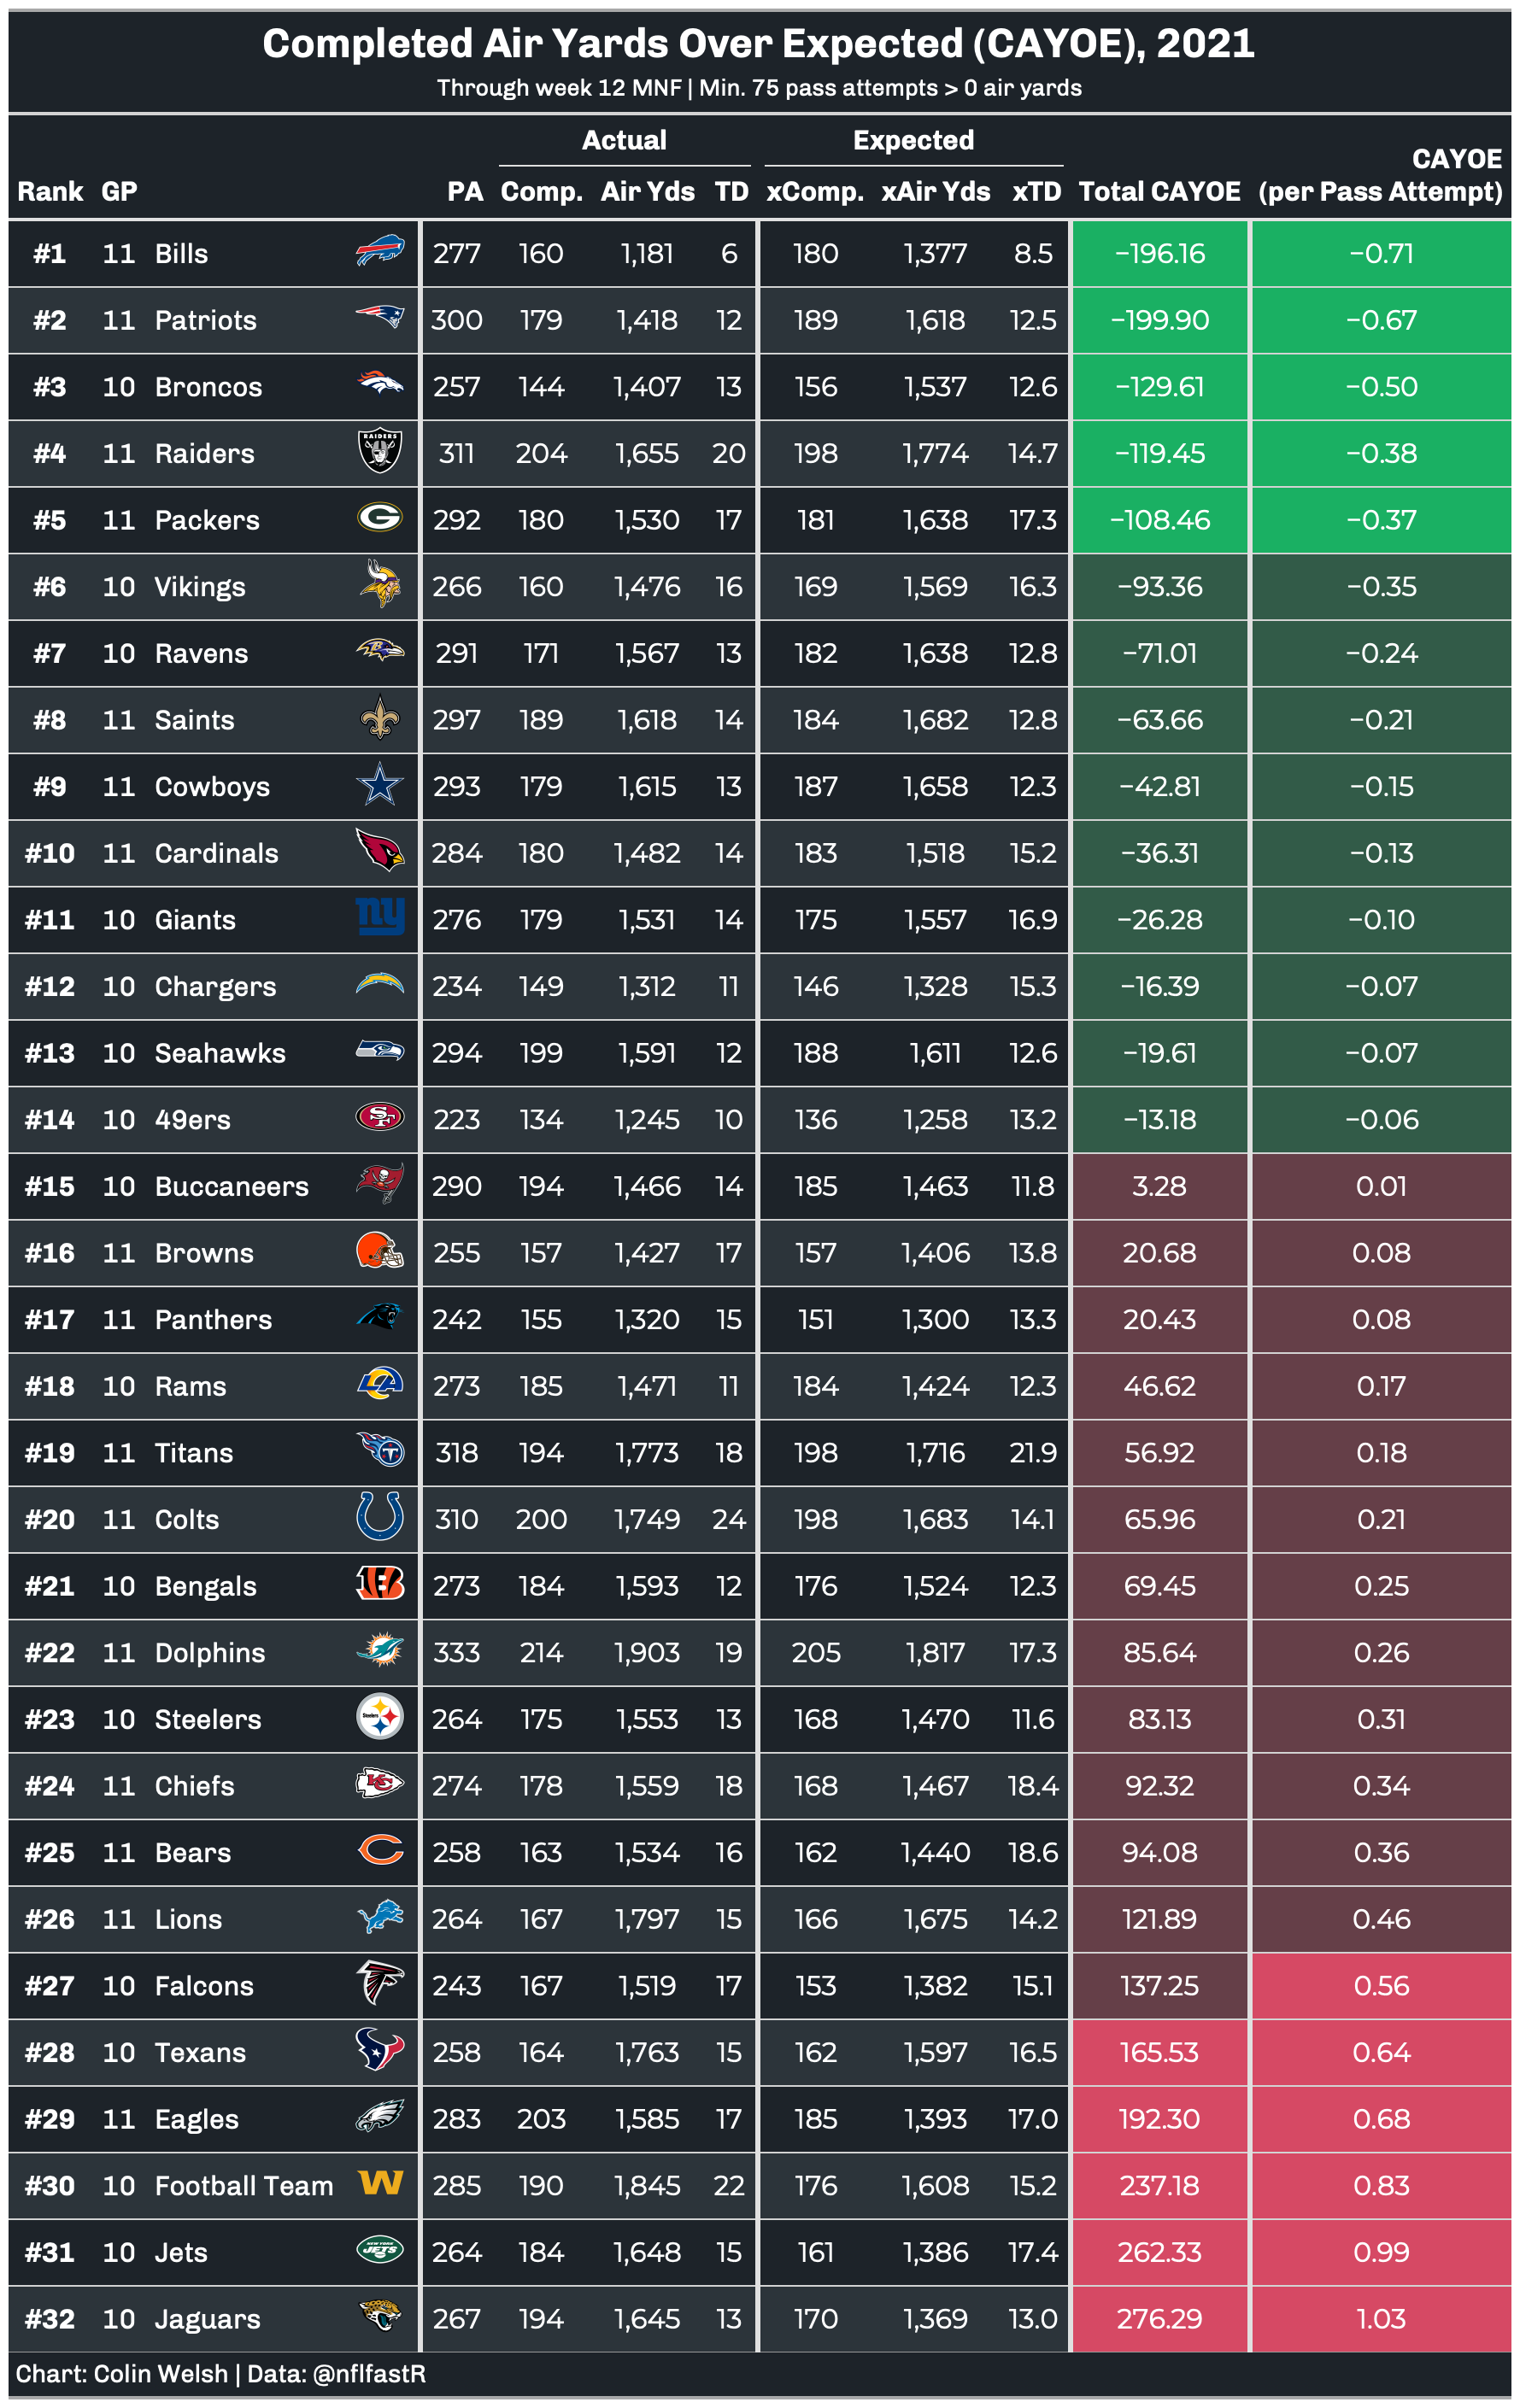 Completed Air Yards Over Expected (CAYOE), 2021
Through week 12 MNF | Min. 75 pass attempts > 0 air yards
Actual Expected CAYOE
Rank GP PA Comp. Air Yds TD xComp. xAir Yds xTD Total CAYOE (per Pass Attempt)
#1 11 Bills 277 160 1,181 6 180 1,377 8.5 −196.16 −0.71
#2 11 Patriots 300 179 1,418 12 189 1,618 12.5 −199.90 −0.67
#3 10 Broncos 257 144 1,407 13 156 1,537 12.6 −129.61 −0.50
#4 11 Raiders RAIDERS 311 204 1,655 20 198 1,774 14.7 −119.45 −0.38
#5 11 Packers G 292 180 1,530 17 181 1,638 17.3 −108.46 −0.37
#6 10 Vikings 266 160 1,476 16 169 1,569 16.3 −93.36 −0.35
#7 10 Ravens B 291 171 1,567 13 182 1,638 12.8 −71.01 −0.24
#8 11 Saints 297 189 1,618 14 184 1,682 12.8 −63.66 −0.21
#9 11 Cowboys 293 179 1,615 13 187 1,658 12.3 −42.81 −0.15
#10 11 Cardinals 284 180 1,482 14 183 1,518 15.2 −36.31 −0.13
#11 10 Giants ny 276 179 1,531 14 175 1,557 16.9 −26.28 −0.10
#12 10 Chargers 234 149 1,312 11 146 1,328 15.3 −16.39 −0.07
#13 10 Seahawks 294 199 1,591 12 188 1,611 12.6 −19.61 −0.07
#14 10 49ers SF 223 134 1,245 10 136 1,258 13.2 −13.18 −0.06
#15 10 Buccaneers 290 194 1,466 14 185 1,463 11.8 3.28 0.01
#16 11 Browns 255 157 1,427 17 157 1,406 13.8 20.68 0.08
#17 11 Panthers 242 155 1,320 15 151 1,300 13.3 20.43 0.08
#18 10 Rams LA 273 185 1,471 11 184 1,424 12.3 46.62 0.17
#19 11 Titans T 318 194 1,773 18 198 1,716 21.9 56.92 0.18
#20 11 Colts 310 200 1,749 24 198 1,683 14.1 65.96 0.21
#21 10 Bengals B 273 184 1,593 12 176 1,524 12.3 69.45 0.25
#22 11 Dolphins 333 214 1,903 19 205 1,817 17.3 85.64 0.26
#23 10 Steelers Steelers 264 175 1,553 13 168 1,470 11.6 83.13 0.31
#24 11 Chiefs KC 274 178 1,559 18 168 1,467 18.4 92.32 0.34
#25 11 Bears C 258 163 1,534 16 162 1,440 18.6 94.08 0.36
#26 11 Lions 264 167 1,797 15 166 1,675 14.2 121.89 0.46
#27 10 Falcons 243 167 1,519 17 153 1,382 15.1 137.25 0.56
#28 10 Texans 258 164 1,763 15 162 1,597 16.5 165.53 0.64
#29 11 Eagles 283 203 1,585 17 185 1,393 17.0 192.30 0.68
#30 10 Football Team W 285 190 1,845 22 176 1,608 15.2 237.18 0.83
#31 10 Jets NEW YORK JETS 264 184 1,648 15 161 1,386 17.4 262.33 0.99
#32 10 Jaguars 267 194 1,645 13 170 1,369 13.0 276.29 1.03
Chart: Colin Welsh | Data: @nflfastR